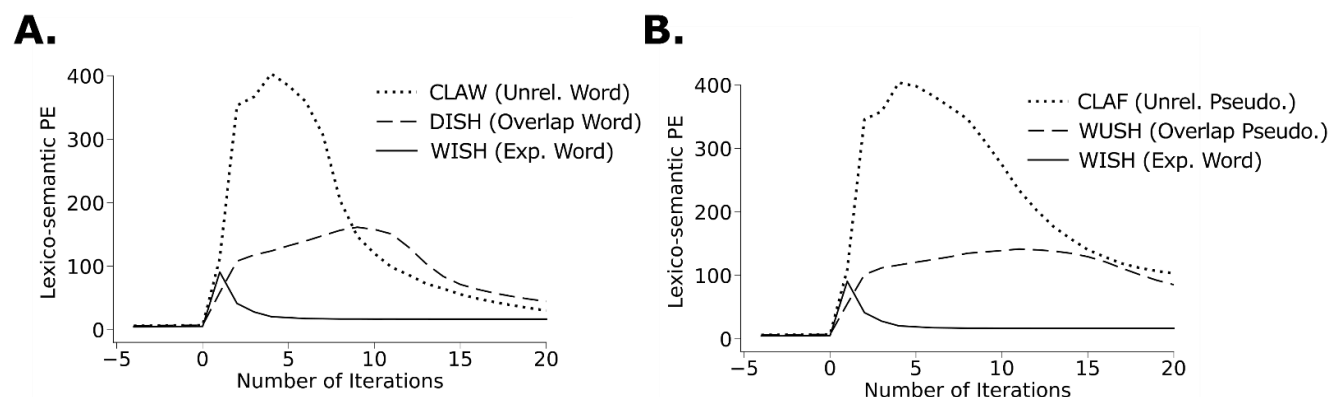 A.
400
300
200
100
0
−5
0
5
10
15
20
Lexico-semantic PE
Number of Iterations
CLAW (Unrel. Word)
DISH (Overlap Word)
WISH (Exp. Word)
B.
400
300
200
100
0
−5
0
5
10
15
20
Lexico-semantic PE
Number of Iterations
CLAF (Unrel. Pseudo.)
WUSH (Overlap Pseudo.)
WISH (Exp. Word)